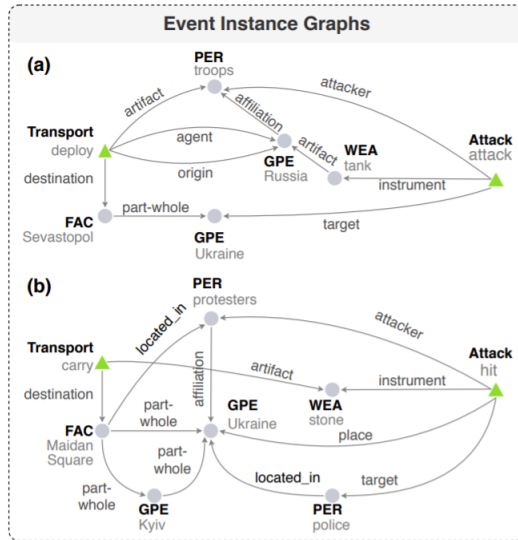 Event Instance Graphs
(a)
PER
troops
attacker
artifact
affiliation
Transport
deploy
agent
artifact
WEA
tank
Attack
attack
GPE
Russia
origin
instrument
destination
part-whole
FAC
Sevastopol
target
GPE
Ukraine
(b)
PER
protesters
located_in
attacker
Transport
carry
Attack
hit
artifact
affiliation
instrument
destination
part-
whole
GPE
Ukraine
WEA
stone
FAC
Maidan
Square
place
part-
whole
located_in
target
part-
whole
GPE
Kyiv
PER
police